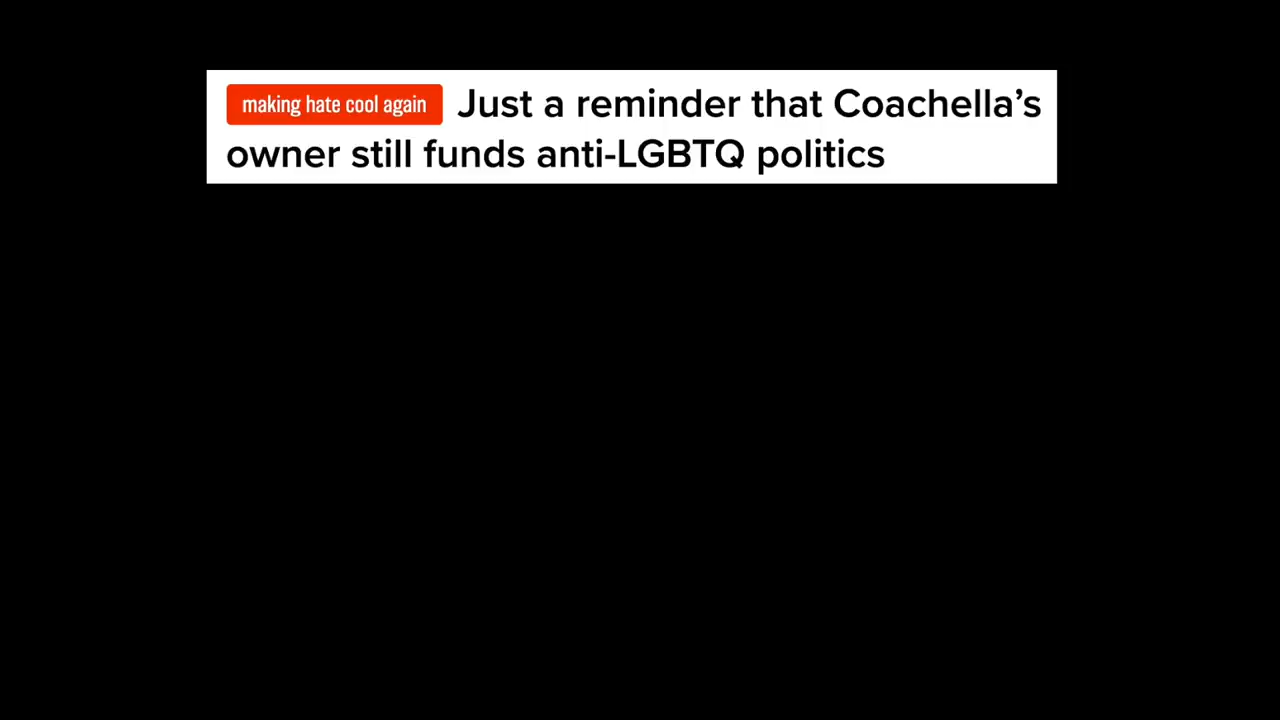 making hate cool again Just a reminder that Coachella’s
owner still funds anti-LGBTQ politics